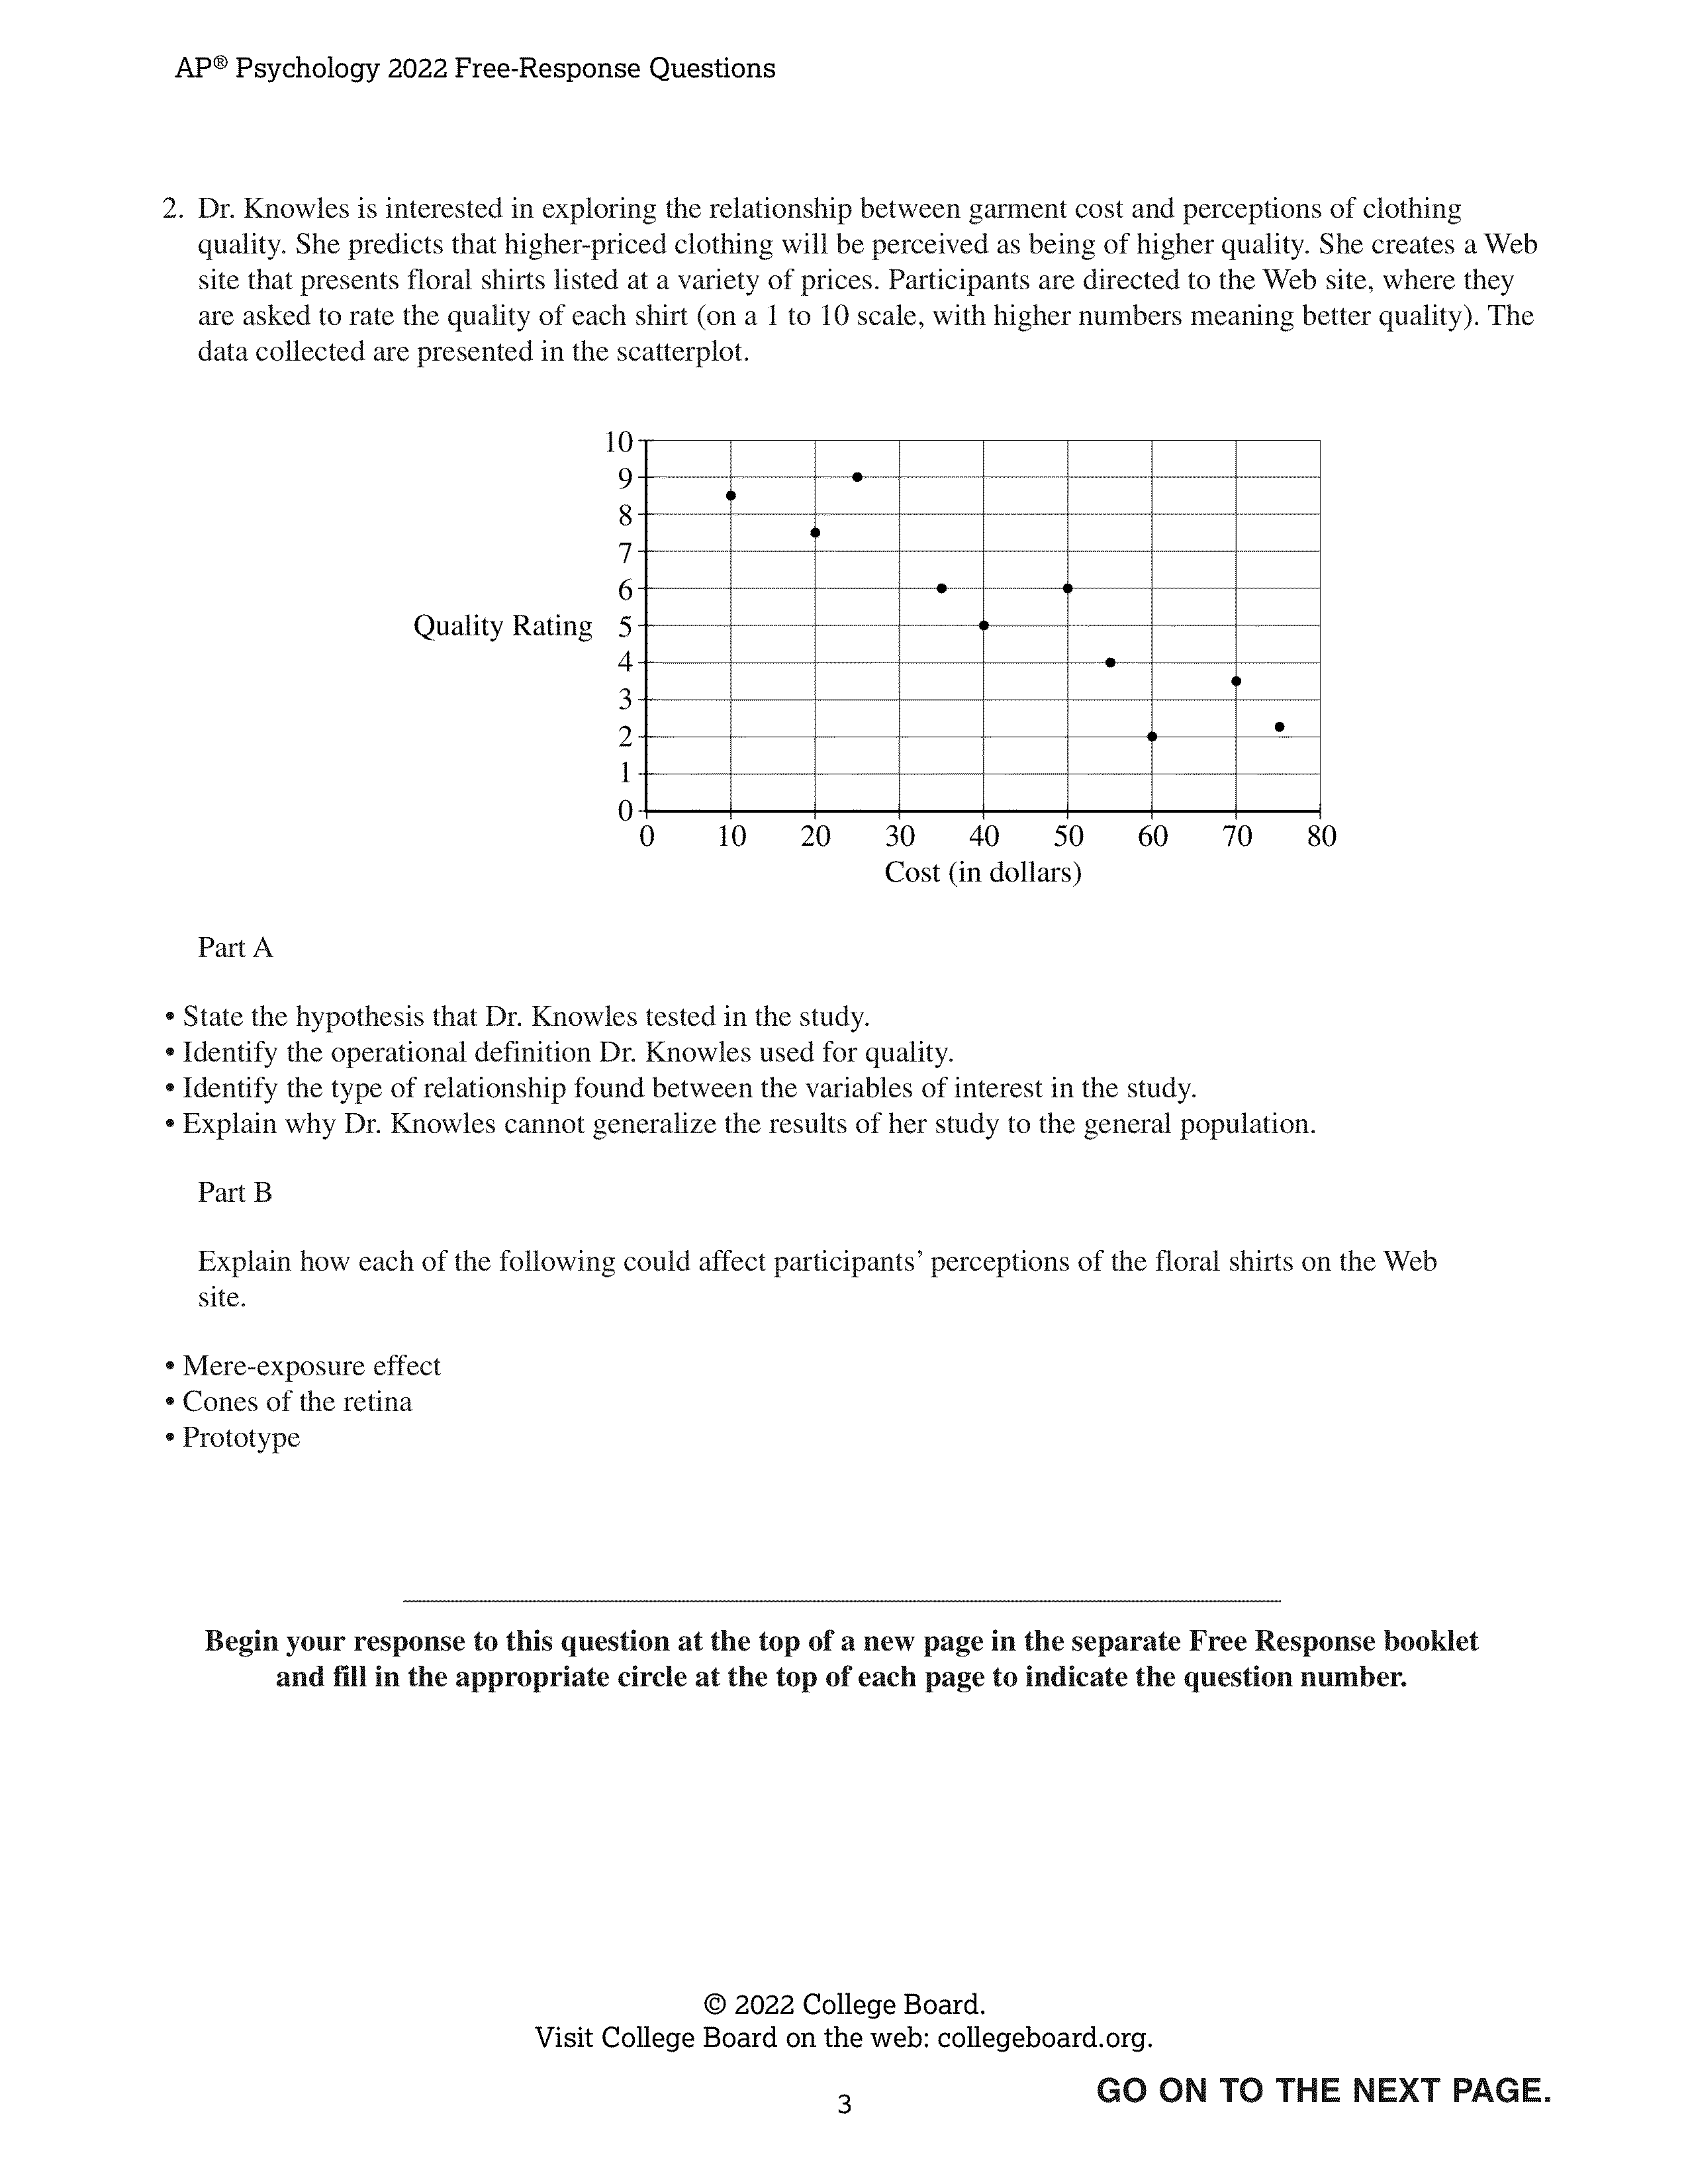 AP® Psychology 2022 Free-Response Questions
2. Dr. Knowles is interested in exploring the relationship between garment cost and perceptions of clothing
quality. She predicts that higher-priced clothing will be perceived as being of higher quality. She creates a Web
site that presents floral shirts listed at a variety of prices. Participants are directed to the Web site, where they
are asked to rate the quality of each shirt (on a 1 to 10 scale, with higher numbers meaning better quality). The
data collected are presented in the scatterplot.
10
9
8
7
6
Quality Rating 5
4
3
2
1
0
0 10 20 30 40 50 60 70 80
Cost (in dollars)
Part A
• State the hypothesis that Dr. Knowles tested in the study.
• Identify the operational definition Dr. Knowles used for quality.
• Identify the type of relationship found between the variables of interest in the study.
• Explain why Dr. Knowles cannot generalize the results of her study to the general population.
Part B
Explain how each of the following could affect participants’ perceptions of the floral shirts on the Web
site.
• Mere-exposure effect
• Cones of the retina
• Prototype
Begin your response to this question at the top of a new page in the separate Free Response booklet
and fill in the appropriate circle at the top of each page to indicate the question number.
© 2022 College Board.
Visit College Board on the web: collegeboard.org.
GO ON TO THE NEXT PAGE.
3